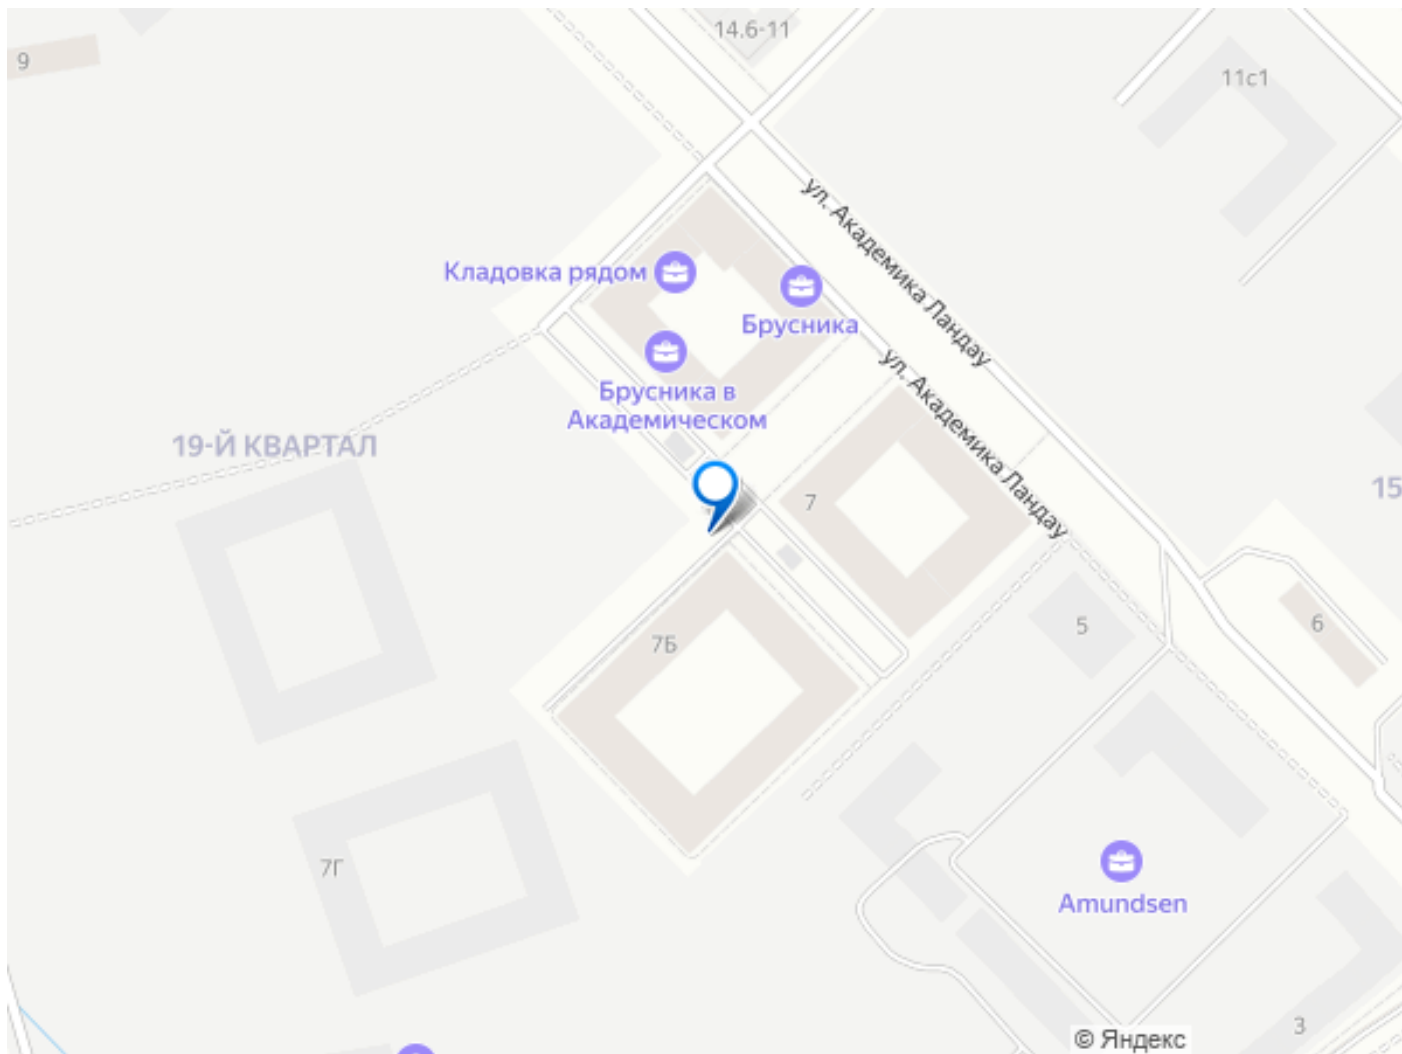 14.6-11
9
11с1
ул. Академика Ландау
Кладовка рядом
Брусника
ул. Академика Ландау
Брусника в
Академическом
19-Й КВАРТАЛ
15
7
5
6
7Б
7Г
Amundsen
3
© Яндекс